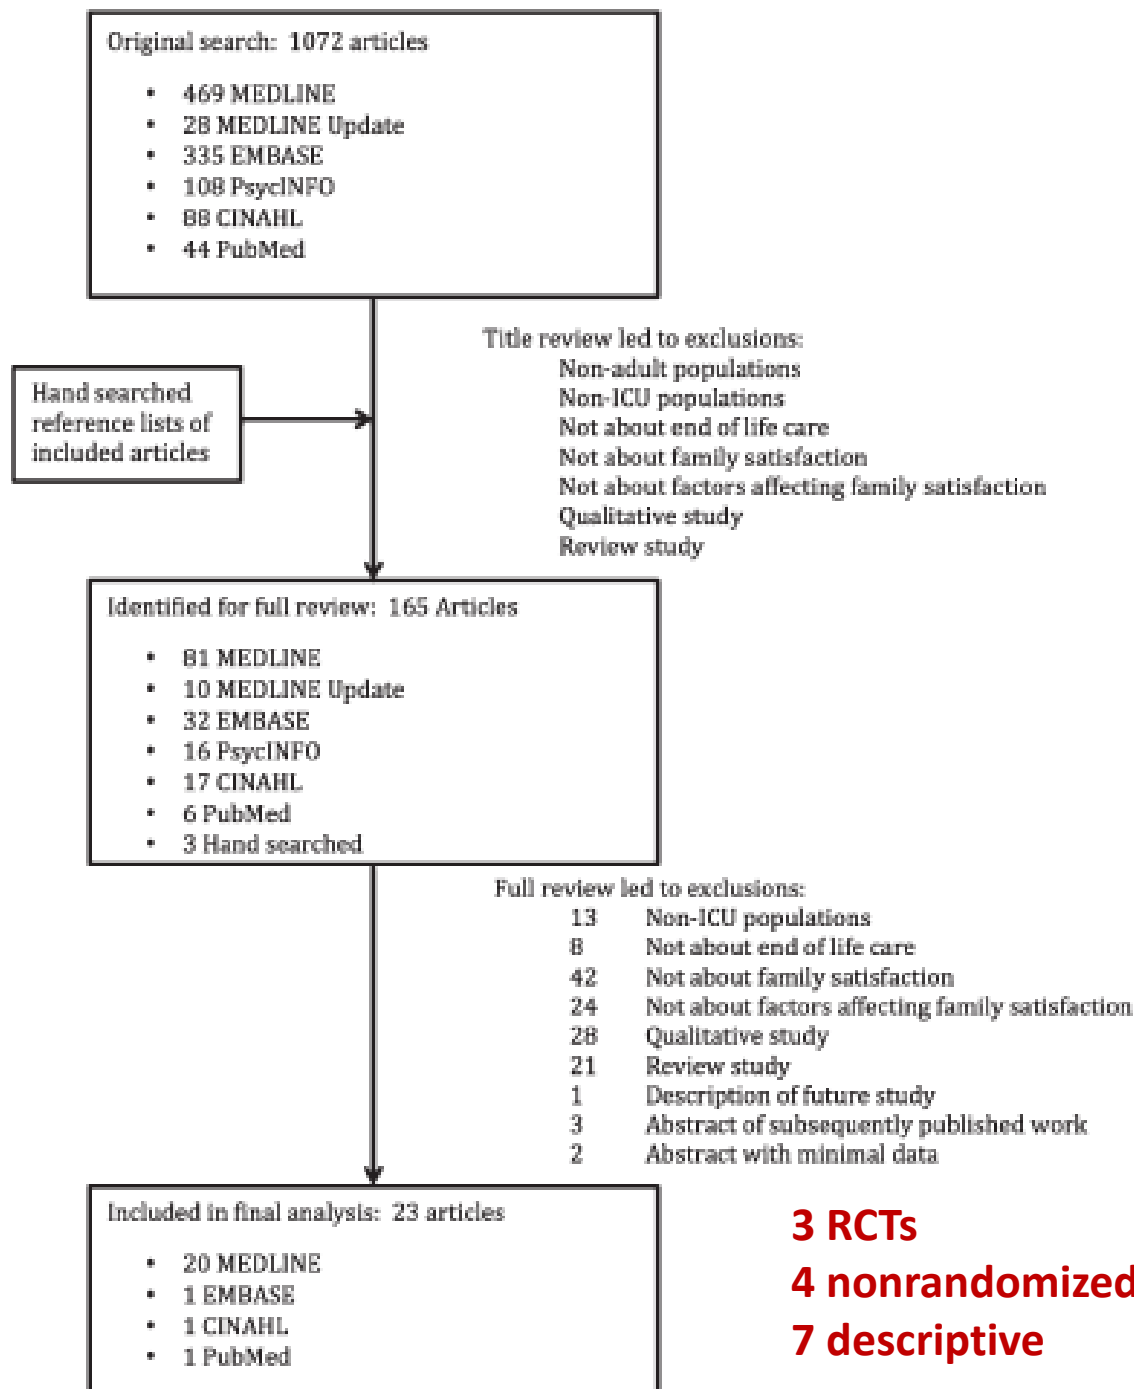 Original search: 1072 articles
• 469 MEDLINE
• 28 MEDLINE Update
• 335 EMBASE
• 108 PsycINFO
• 88 CINAHL
• 44 PubMed
Title review led to exclusions:
Non-adult populations
Non-ICU populations
Not about end of life care
Not about family satisfaction
Not about factors affecting family satisfaction
Qualitative study
Review study
Hand searched
reference lists of
included articles
Identified for full review: 165 Articles
• 81 MEDLINE
• 10 MEDLINE Update
• 32 EMBASE
• 16 PsycINFO
• 17 CINAHL
• 6 PubMed
• 3 Hand searched
Full review led to exclusions:
13 Non-ICU populations
8 Not about end of life care
42 Not about family satisfaction
24 Not about factors affecting family satisfaction
28 Qualitative study
21 Review study
1 Description of future study
3 Abstract of subsequently published work
2 Abstract with minimal data
Included in final analysis: 23 articles
• 20 MEDLINE
• 1 EMBASE
• 1 CINAHL
• 1 PubMed
3 RCTs
4 nonrandomized
7 descriptive